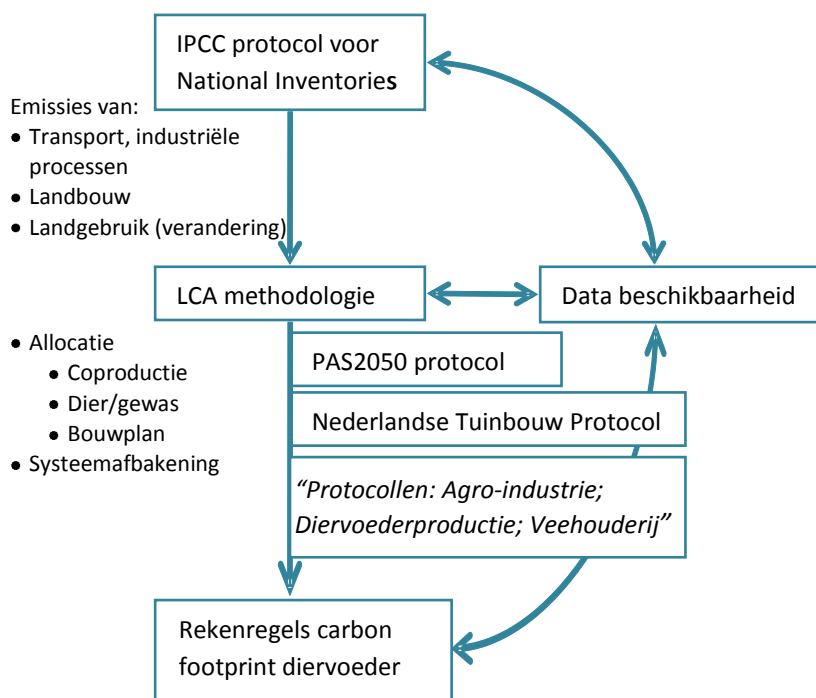 IPCC protocol voor
National Inventories
Emissies van:
• Transport, industriële
processen
• Landbouw
• Landgebruik (verandering)
LCA methodologie
Data beschikbaarheid
• Allocatie
• Coproductie
• Dier/gewas
• Bouwplan
• Systeemafbakening
PAS2050 protocol
Nederlandse Tuinbouw Protocol
“Protocollen: Agro-industrie;
Diervoederproductie; Veehouderij”
Rekenregels carbon
footprint diervoeder